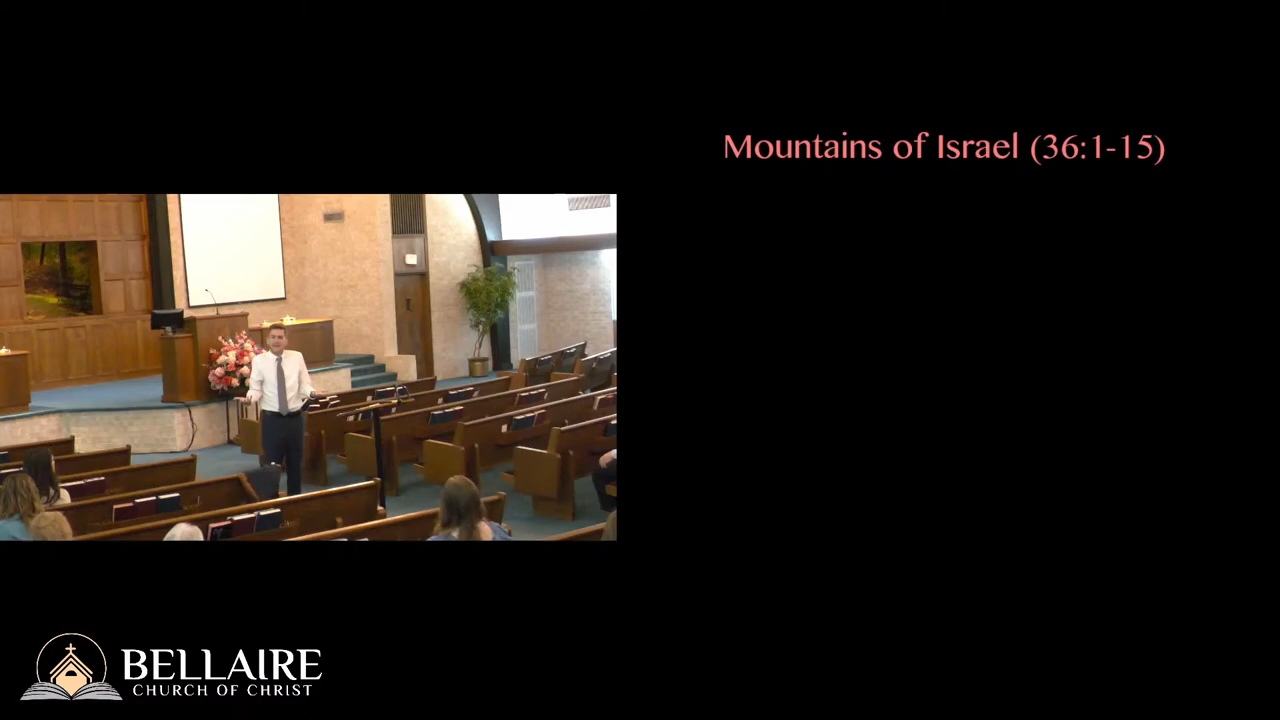 Mountains of Israel (36:1-15)
BELLAIRE
CHURCH OF CHRIST